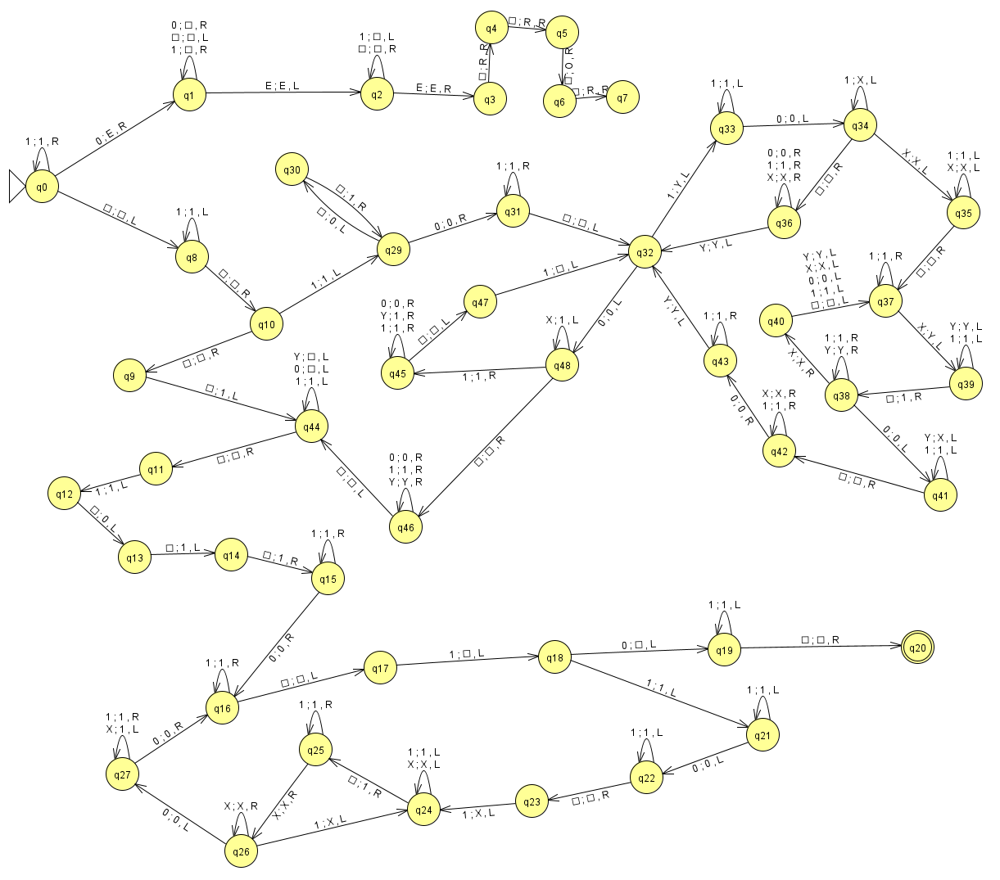 0 ; □ , R
□ ; □ , L
1 ; □ , R
1 ; □ , L
□ ; □ , R
q4
□ ; R , R
q5
q1
E ; E , L
q2
E ; E , R
q3
□ ; R , R
□ ; 0 , R
q6
□ ; R , R
q7
1 ; 1 , R
0 ; E , R
q0
□ ; □ , L
1 ; 1 , L
q8
□ ; □ , R
q30
□ ; 1 , R
□ ; 0 , L
q29
0 ; 0 , R
1 ; 1 , R
q31
□ ; □ , L
q32
1 ; Y , L
1 ; 1 , L
q33
0 ; 0 , L
1 ; X , L
q34
X ; X , L
□ ; □ , R
0 ; 0 , R
1 ; 1 , R
X ; X , R
q36
Y ; Y , L
1 ; 1 , L
X ; X , L
q35
□ ; □ , R
Y ; Y , L
X ; X , L
0 ; 0 , L
1 ; 1 , L
□ ; □ , L
1 ; 1 , R
q37
q40
X ; Y , L
X ; X , R
1 ; 1 , R
Y ; Y , R
q38
□ ; 1 , R
Y ; Y , L
1 ; 1 , L
q39
0 ; 0 , L
Y ; X , L
1 ; 1 , L
q41
□ ; □ , R
X ; X , R
1 ; 1 , R
q42
0 ; 0 , R
1 ; 1 , R
q43
Y ; Y , L
1 ; 1 , L
q10
□ ; □ , R
q9
□ ; 1 , L
q47
1 ; □ , L
□ ; □ , L
0 ; 0 , R
Y ; 1 , R
1 ; 1 , R
q45
1 ; 1 , R
X ; 1 , L
q48
0 ; 0 , L
□ ; □ , R
Y ; □ , L
0 ; □ , L
1 ; 1 , L
q44
□ ; □ , R
□ ; □ , L
0 ; 0 , R
1 ; 1 , R
Y ; Y , R
q46
q11
1 ; 1 , L
q12
□ ; 0 , L
q13
□ ; 1 , L
q14
□ ; 1 , R
1 ; 1 , R
q15
0 ; 0 , R
1 ; 1 , R
q16
□ ; □ , L
q17
1 ; □ , L
q18
0 ; □ , L
1 ; 1 , L
q19
□ ; □ , R
q20
1 ; 1 , L
1 ; 1 , L
q21
0 ; 0 , L
1 ; 1 , L
q22
□ ; □ , R
q23
1 ; X , L
1 ; 1 , L
X ; X , L
q24
□ ; 1 , R
1 ; 1 , R
q25
X ; X , R
X ; X , R
q26
1 ; X , L
0 ; 0 , L
1 ; 1 , R
X ; 1 , L
q27
0 ; 0 , R